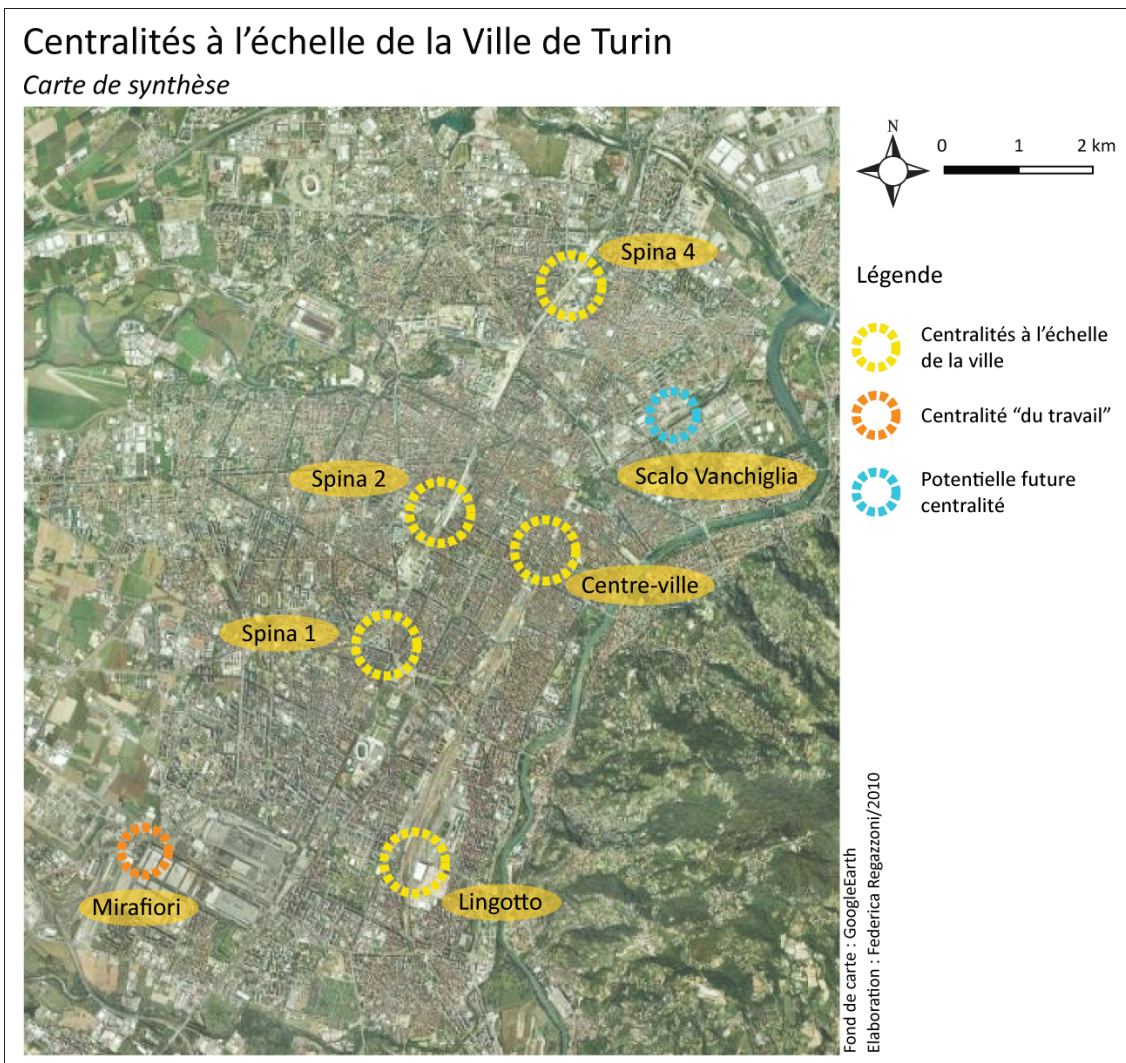 Centralités à l’échelle de la Ville de Turin
Carte de synthèse
N
0 1 2 km
Spina 4
Légende
Centralités à l’échelle
de la ville
Centralité “du travail”
Potentielle future
centralité
Spina 2
Scalo Vanchiglia
Centre-ville
Spina 1
Mirafiori
Lingotto
Fond de carte : GoogleEarth
Elaboration : Federica Regazzoni/2010